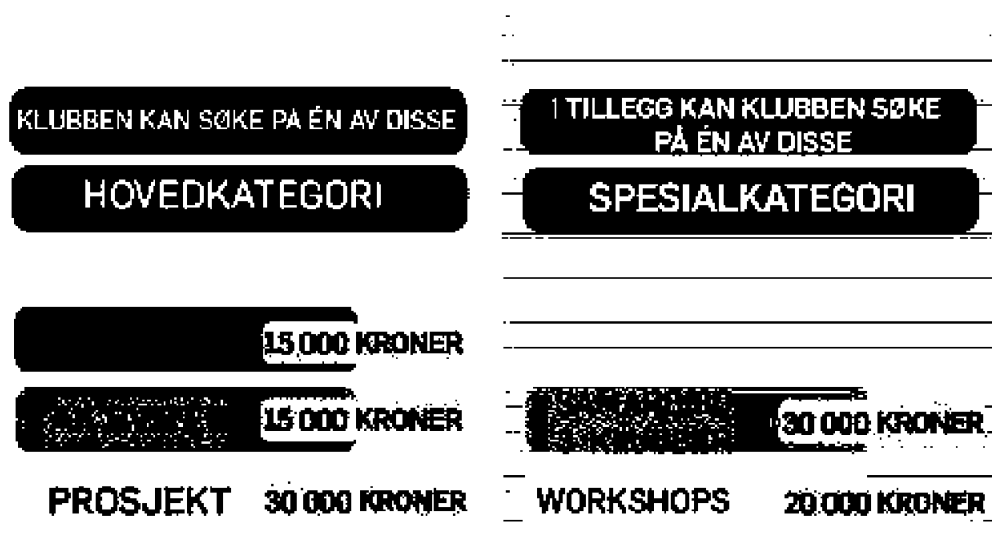 KLUBBEN KAN SØKE PA ÉN AV DISSE
HOVEDKATEGORI
15 000 KRONER
15 000 KRONER
PROSJEKT 30 000 KRONER
I TILLEGG KAN KLUBBEN SØKE
PÅ ÉN AV DISSE
SPESIALKATEGORI
30 000 KRONER
WORKSHOPS 20 000 KRONER